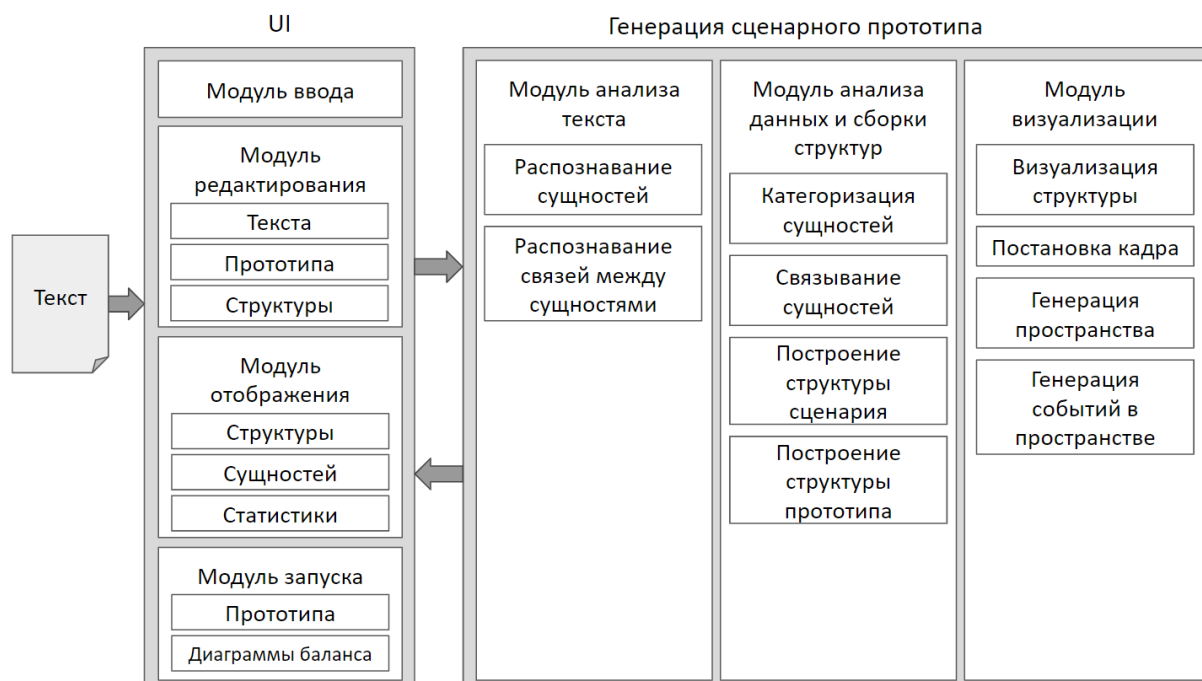 UI
Генерация сценарного прототипа
Текст
Модуль ввода
Модуль
редактирования
Текста
Прототипа
Структуры
Модуль
отображения
Структуры
Сущностей
Статистики
Модуль запуска
Прототипа
Диаграммы баланса
Модуль анализа
текста
Распознавание
сущностей
Распознавание
связей между
сущностями
Модуль анализа
данных и сборки
структур
Категоризация
сущностей
Связывание
сущностей
Построение
структуры
сценария
Построение
структуры
прототипа
Модуль
визуализации
Визуализация
структуры
Постановка кадра
Генерация
пространства
Генерация
событий в
пространстве